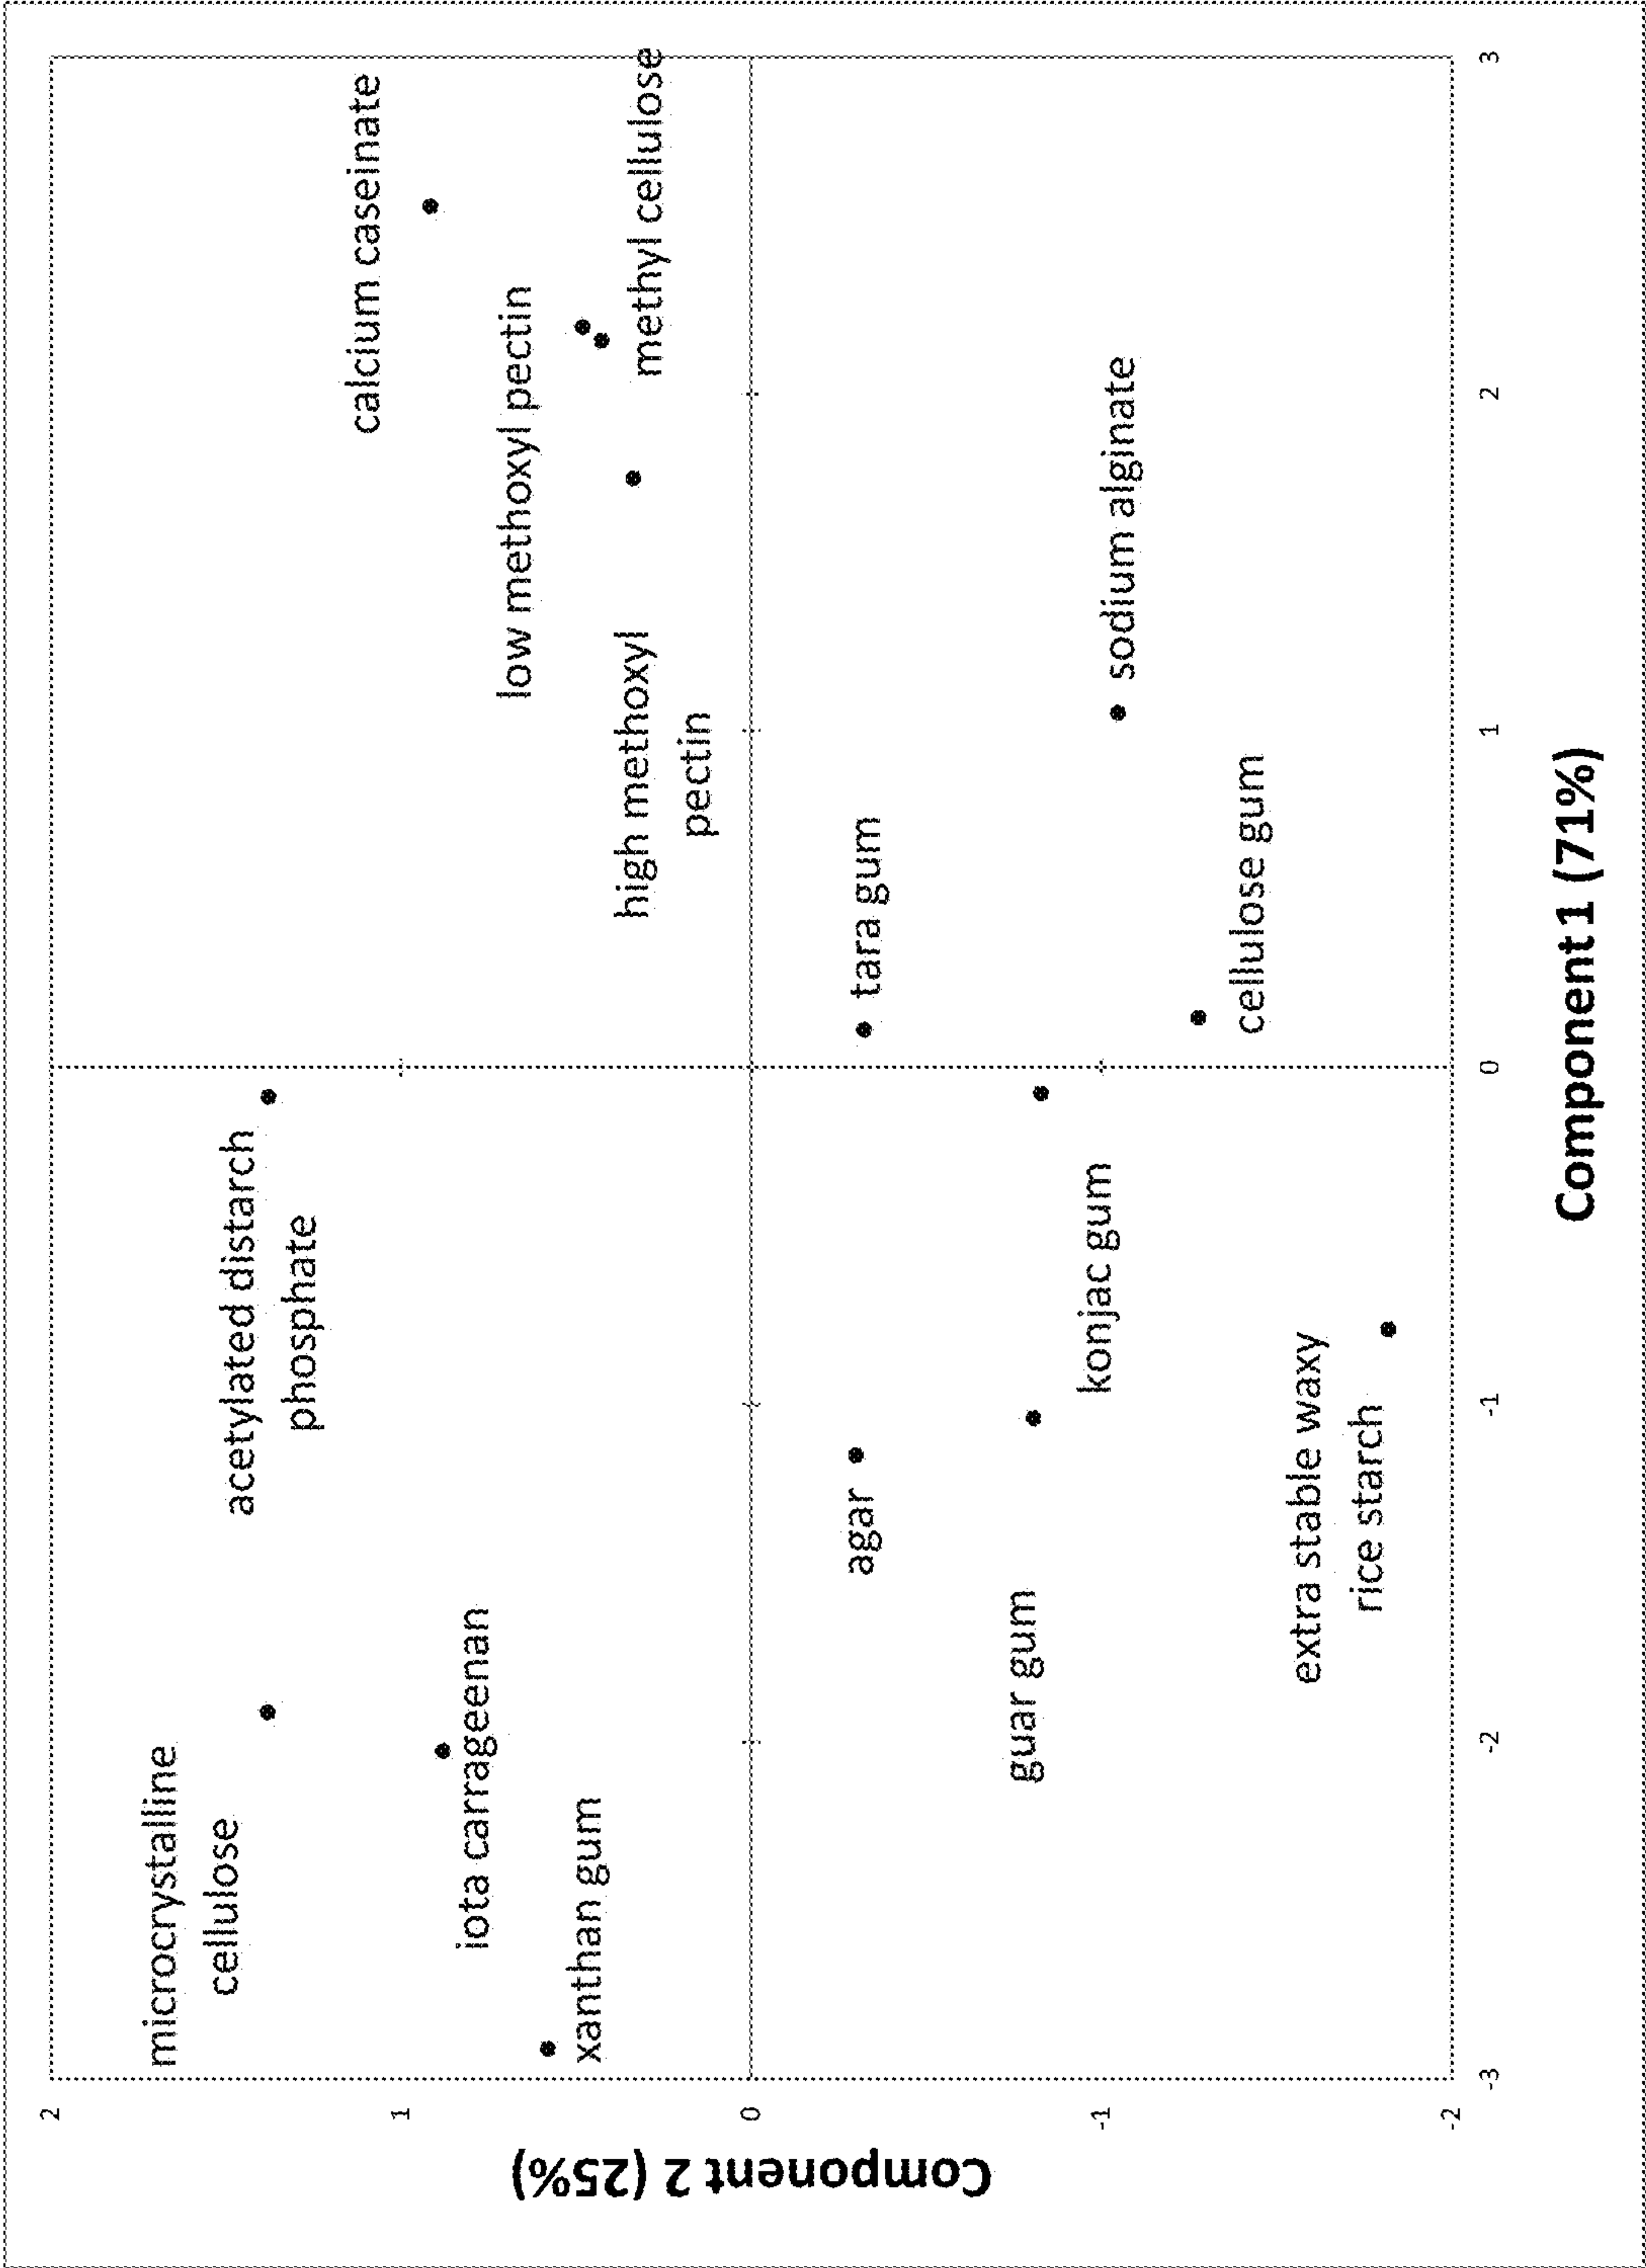 2
1
0
-1
-2
Component 2 (25%)
microcrystalline
cellulose
acetylated distarch
phosphate
calcium caseinate
iota carrageenan
xanthan gum
low methoxyl pectin
methyl cellulose
high methoxyl
pectin
agar
tara gum
guar gum
konjac gum
sodium alginate
cellulose gum
extra stable waxy
rice starch
-3
-2
-1
0
1
2
3
Component 1 (71%)